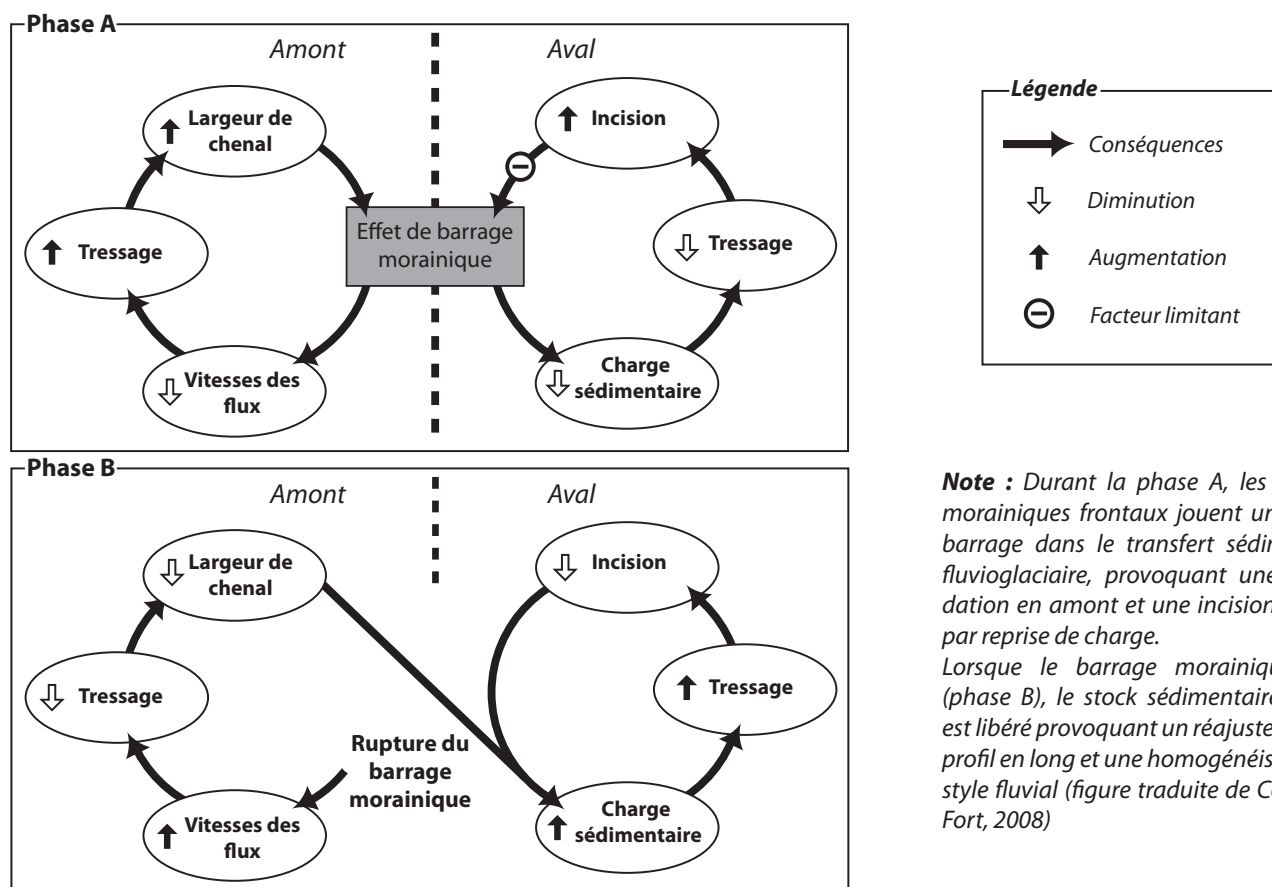 Phase A
Amont
Aval
Largeur de
chenal
Incision
Effet de barrage
morainique
Tressage
Tressage
Vitesses des
flux
Charge
sédimentaire
Phase B
Amont
Aval
Largeur de
chenal
Incision
Tressage
Tressage
Rupture du
barrage
morainique
Vitesses des
flux
Charge
sédimentaire
Légende
Conséquences
Diminution
Augmentation
Facteur limitant
Note : Durant la phase A, les
morainiques frontaux jouent un
barrage dans le transfert
fluvioglaciaire, provoquant une
dation en amont et une incision
par reprise de charge.
Lorsque le barrage
(phase B), le stock sédimentaire
est libéré provoquant un
profil en long et une
style fluvial (figure traduite de
Fort, 2008)